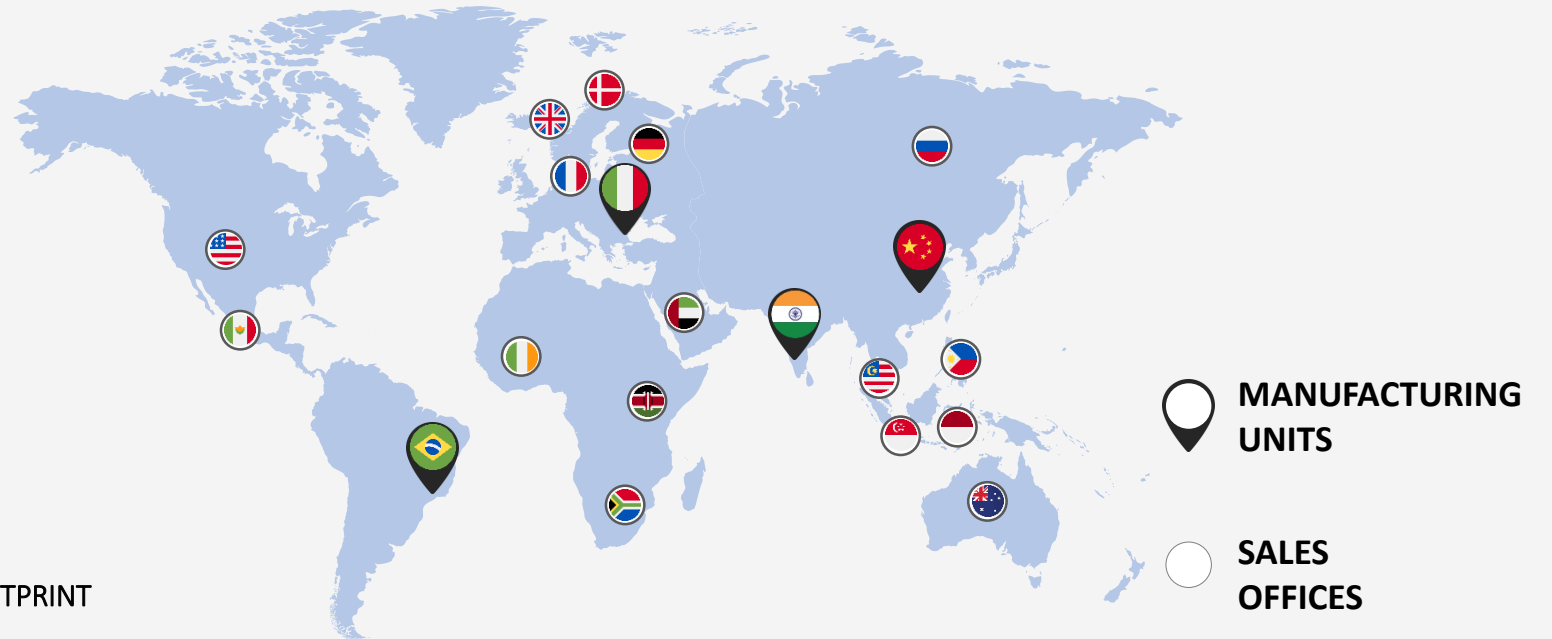 MANUFACTURING
UNITS
SALES
OFFICES
TPRINT